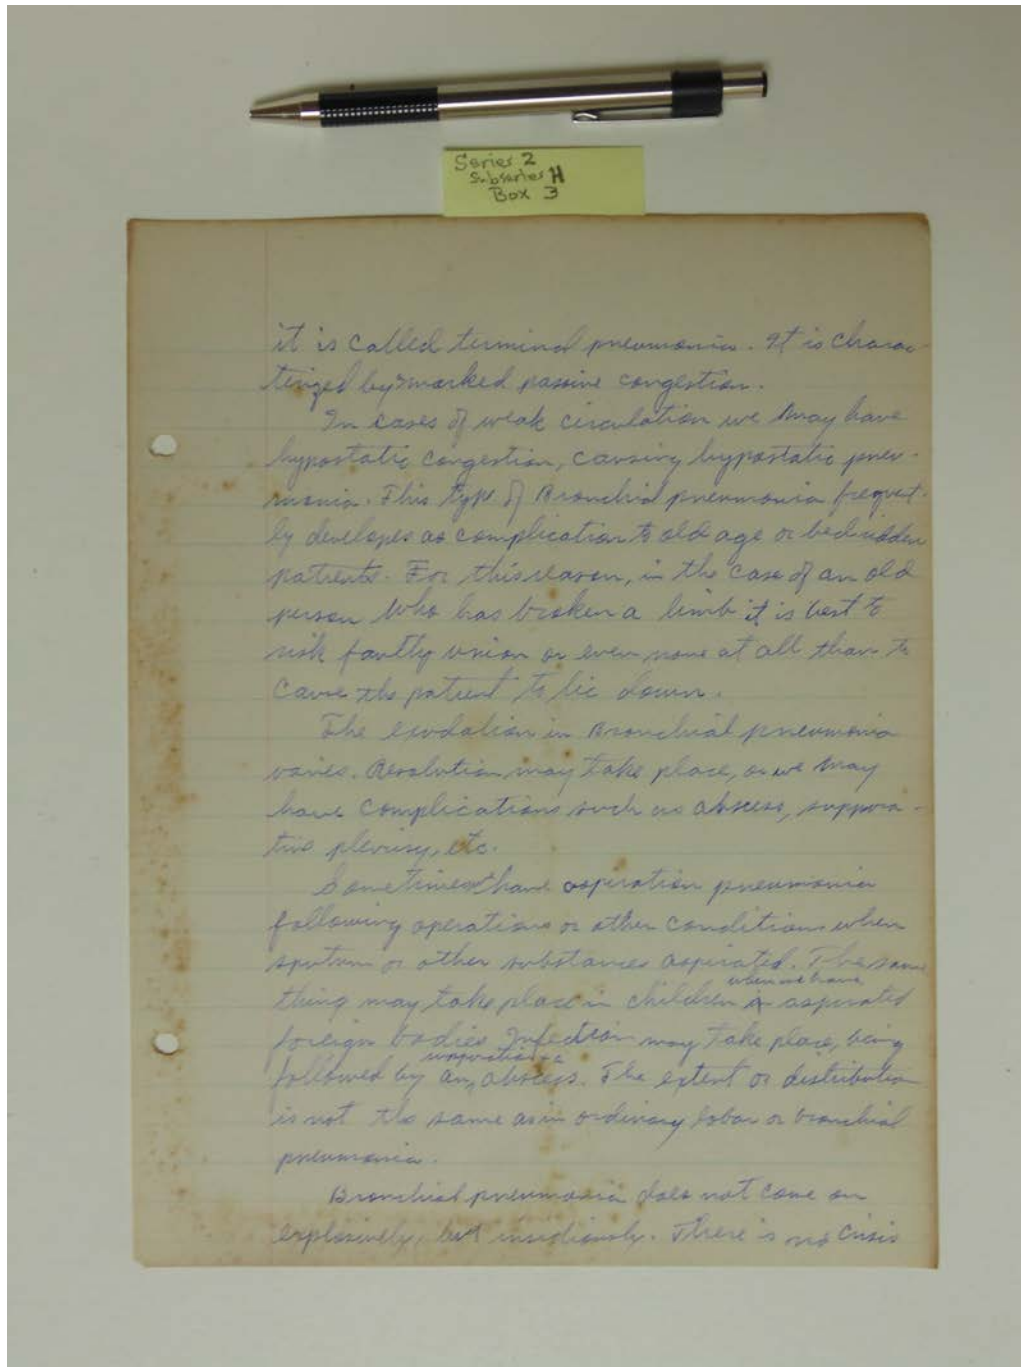 Series 2
Subseries H
Box 3
it is called terminal pneumonia. It is charac-
terized by marked passive congestion.
In cases of weak circulation we may have
hypostatic congestion, causing hypostatic pneu-
monia. This type of Bronchial pneumonia frequent-
ly developes as complication to old age or bedridden
patients. For this reason, in the case of an old
person who has broken a limb it is best to
risk faulty union or even none at all than to
cause the patient to lie down.
The exudation in Bronchial pneumonia
varies. Resolution may take place, or we may
have complications such as abscess, suppura-
tive pleurisy, etc.
Sometimes have aspiration pneumonia
following operations or other conditions when
sputum or other substances aspirated. The same
when we have
thing may take place in children aspirated
foreign bodies. Infection may take place, being
followed by an abscess. The extent or distribution
is not the same as in ordinary lobar or bronchial
pneumonia.
Bronchial pneumonia does not come on
explosively, but insidiously. There is no crisis